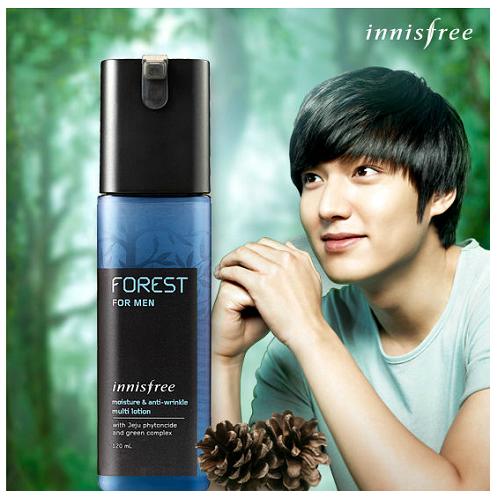 innisfree
FOREST
FOR MEN
innisfree
moisture & anti-wrinkle
multi lotion
with Jeju phytoncide
and green complex
120 mL